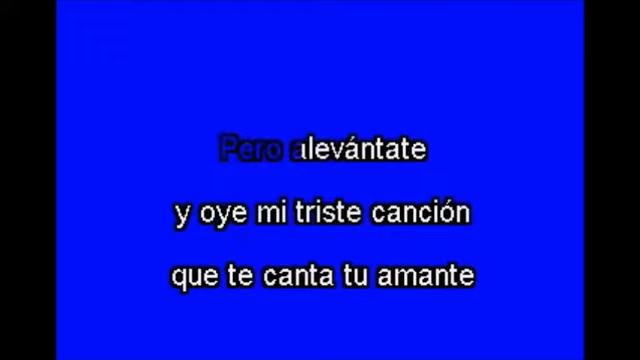 Pero alevántate
y oye mi triste canción
que te canta tu amante